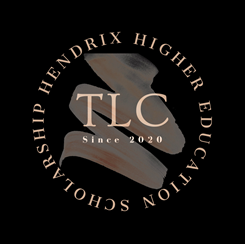 TLC
Since 2020
HENDRIX HIGHER EDUCATION SCHOLARSHIP